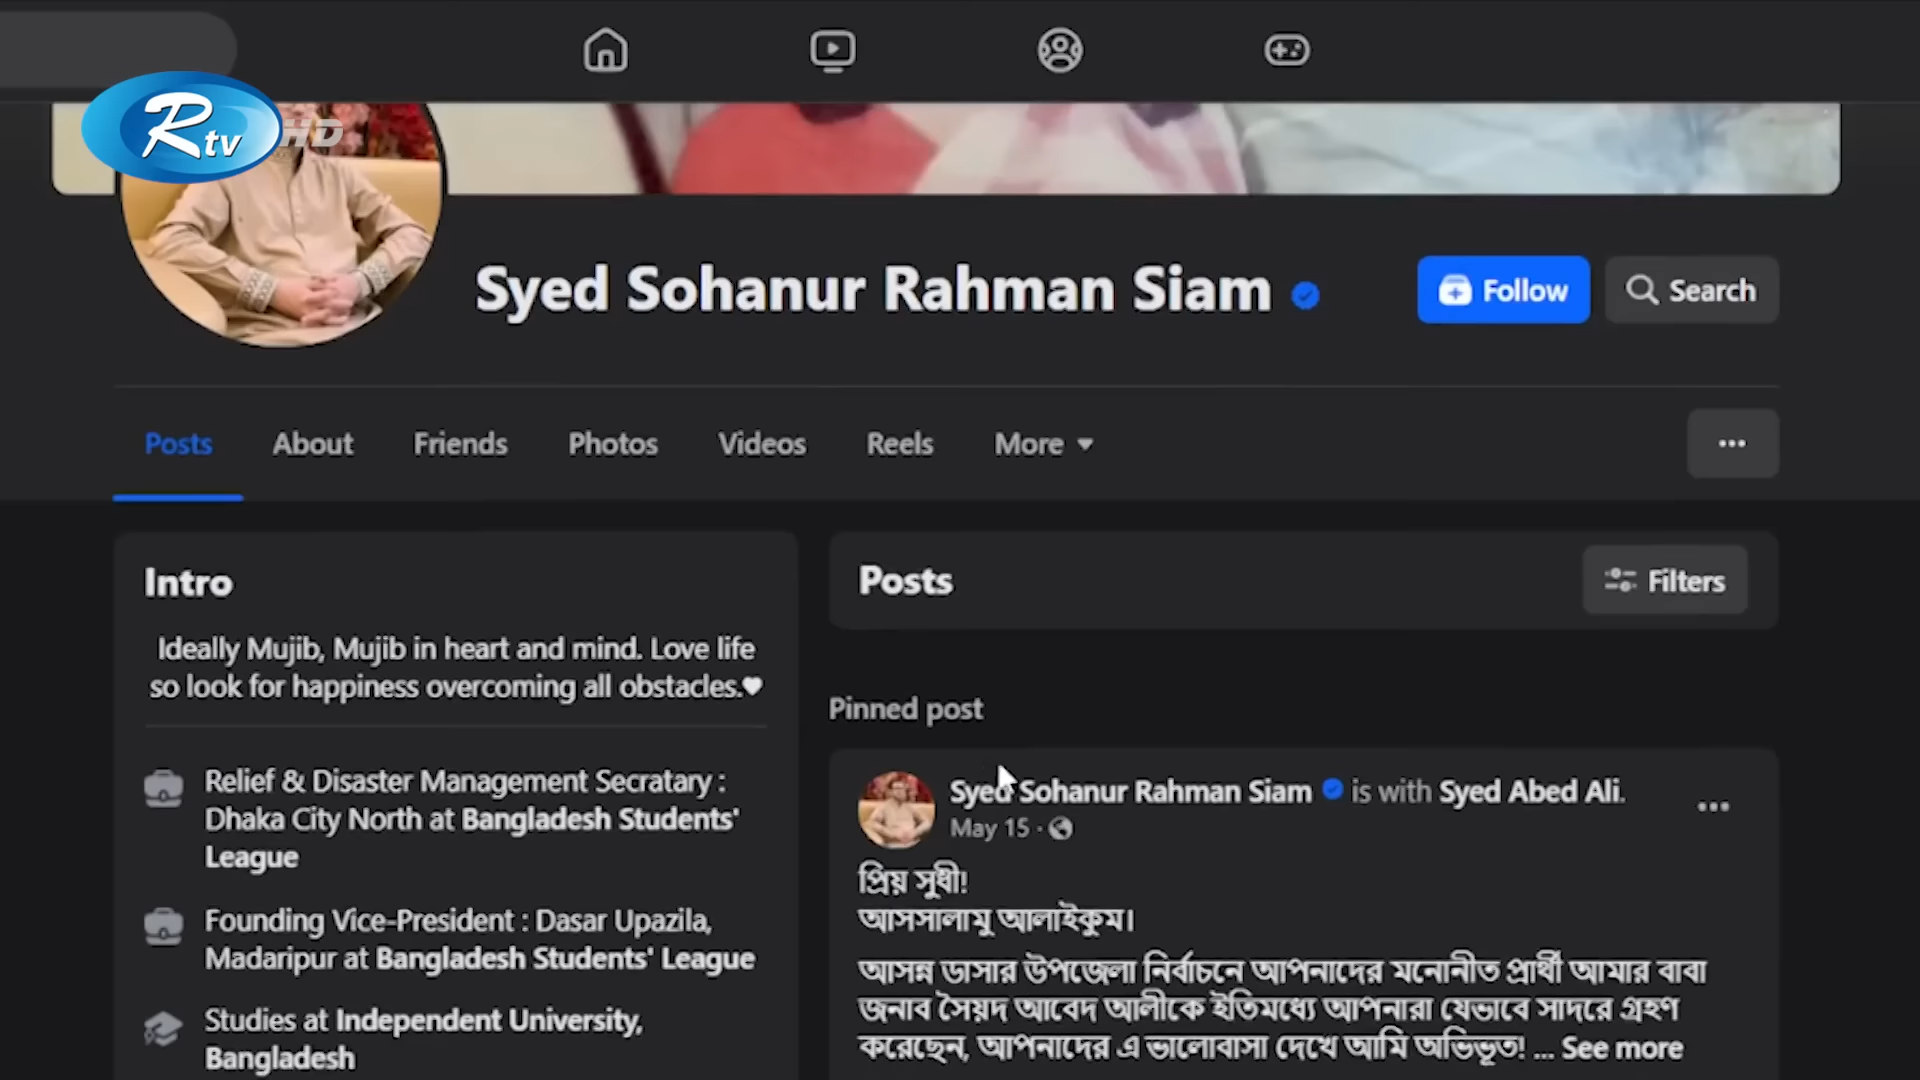 Rtv HD
Syed Sohanur Rahman Siam
Follow
Search
Posts
About
Friends
Photos
Videos
Reels
More
Intro
Ideally Mujib, Mujib in heart and mind. Love life
so look for happiness overcoming all obstacles.♥
Relief & Disaster Management Secratary :
Dhaka City North at Bangladesh Students'
League
Founding Vice-President : Dasar Upazila,
Madaripur at Bangladesh Students' League
Studies at Independent University,
Bangladesh
Posts
Filters
Pinned post
Syed Sohanur Rahman Siam is with Syed Abed Ali.
May 15 ·
প্রিয় সুধী!
আসসালামু আলাইকুম।
আসন্ন ডাসার উপজেলা নির্বাচনে আপনাদের মনোনীত প্রার্থী আমার বাবা
জনাব সৈয়দ আবেদ আলীকে ইতিমধ্যে আপনারা যেভাবে সাদরে গ্রহণ
করেছেন, আপনাদের এ ভালোবাসা দেখে আমি অভিভূত! ... See more